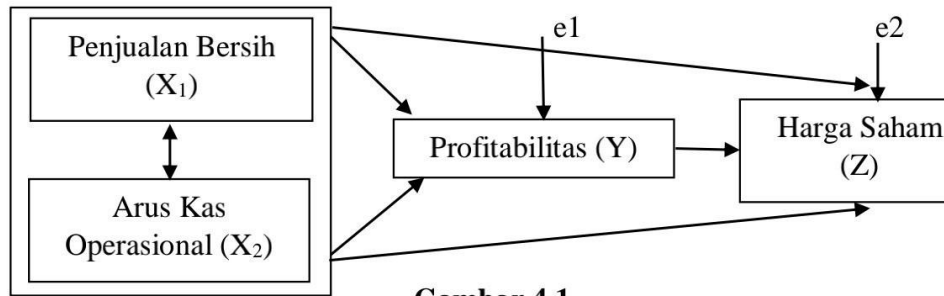 Penjualan Bersih
(X₁)
Arus Kas
Operasional (X₂)
e1
Profitabilitas (Y)
e2
Harga Saham
(Z)
Gambar 4.1